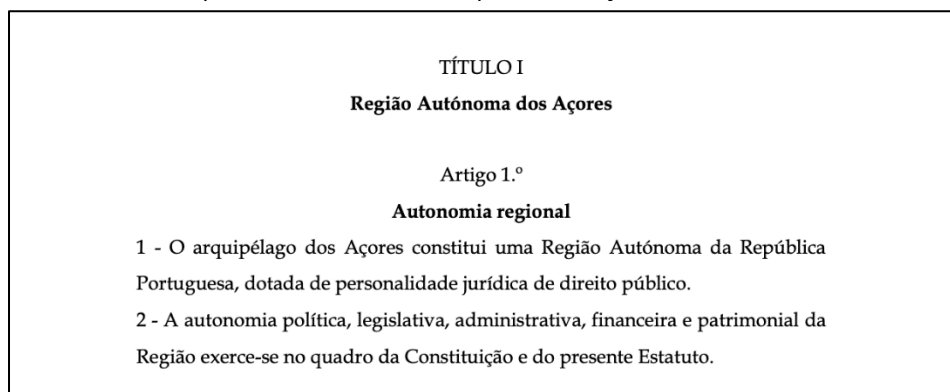 TÍTULO I
Região Autónoma dos Açores
Artigo 1.º
Autonomia regional
1 - O arquipélago dos Açores constitui uma Região Autónoma da República
Portuguesa, dotada de personalidade jurídica de direito público.
2 - A autonomia política, legislativa, administrativa, financeira e patrimonial da
Região exerce-se no quadro da Constituição e do presente Estatuto.